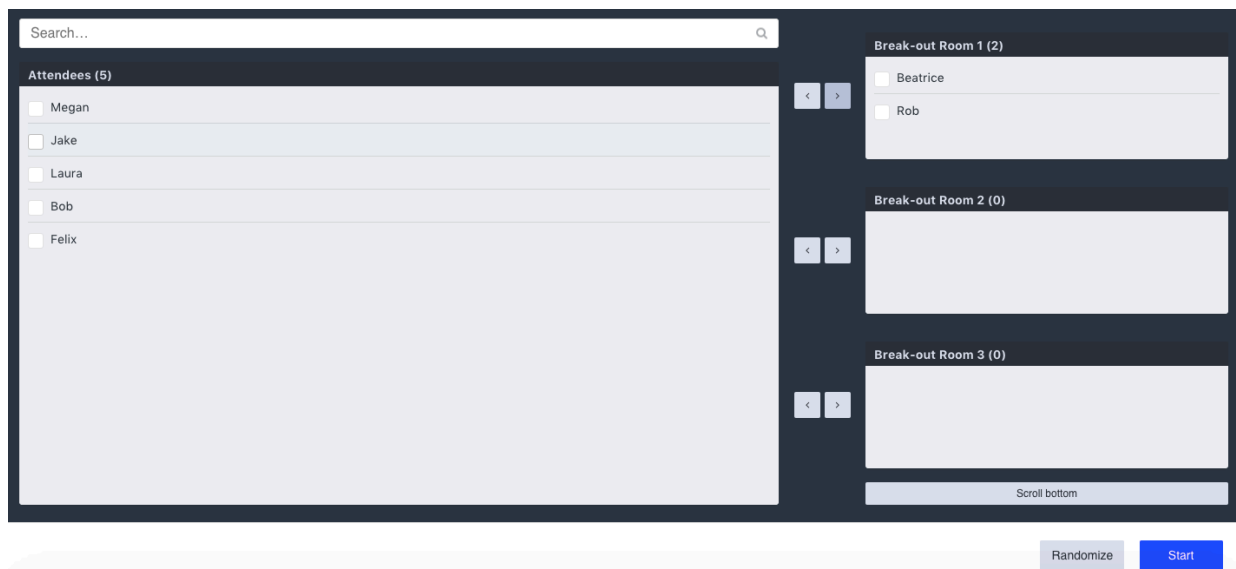 Search...
Attendees (5)
Megan
Jake
Laura
Bob
Felix
<
>
Break-out Room 1 (2)
Beatrice
Rob
<
>
Break-out Room 2 (0)
<
>
Break-out Room 3 (0)
Scroll bottom
Randomize
Start